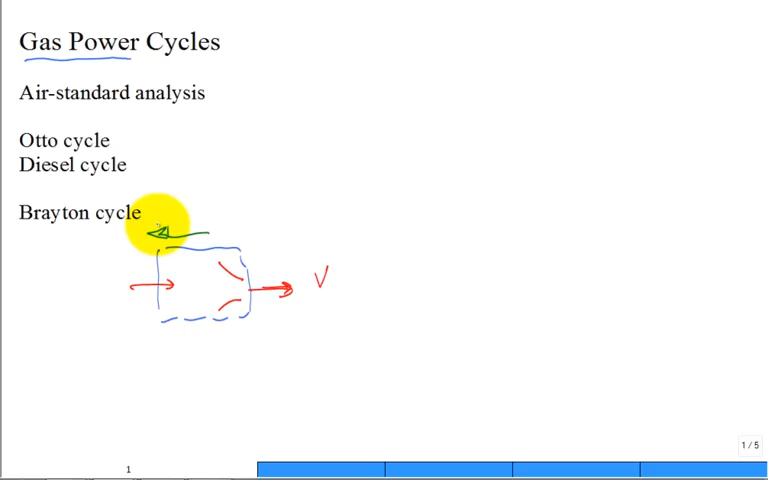 Gas Power Cycles
Air-standard analysis
Otto cycle
Diesel cycle
Brayton cycle
V
1 / 5
1